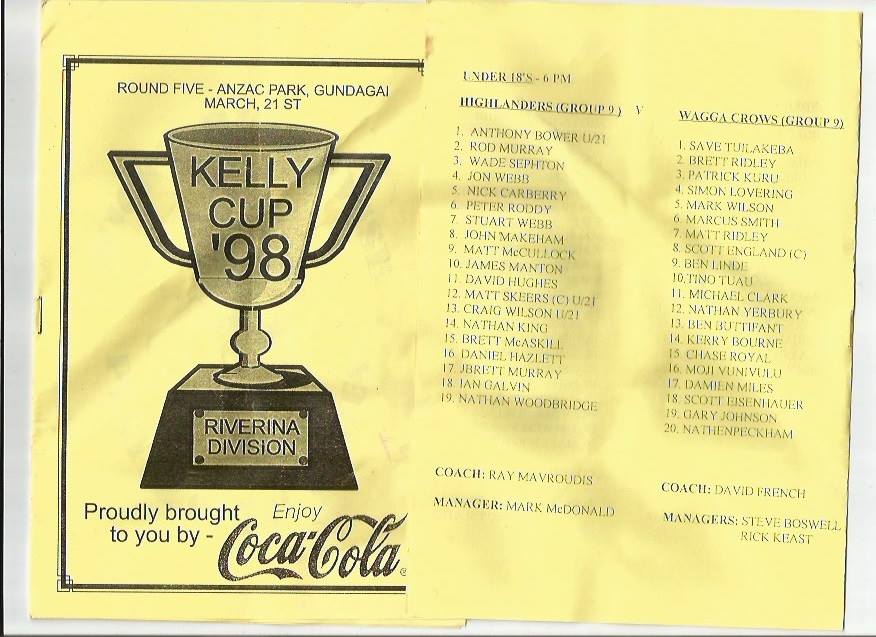 ROUND FIVE - ANZAC PARK, GUNDAGAI
MARCH, 21 ST
KELLY
CUP
'98
RIVERINA
DIVISION
Proudly brought
to you by -
Enjoy
Coca-Cola
UNDER 18'S - 6 PM
HIGHLANDERS (GROUP 9 ) V
1. ANTHONY BOWER U/21
2. ROD MURRAY
3. WADE SEPHTON
4. JON WEBB
5. NICK CARBERRY
6. PETER RODDY
7. STUART WEBB
8. JOHN MAKEHAM
9. MATT McCULLOCK
10. JAMES MANTON
11. DAVID HUGHES
12. MATT SKEERS (C) U/21
13. CRAIG WILSON U/21
14. NATHAN KING
15. BRETT McASKILL
16. DANIEL HAZLETT
17. JBRETT MURRAY
18. IAN GALVIN
19. NATHAN WOODBRIDGE
COACH: RAY MAVROUDIS
MANAGER: MARK McDONALD
WAGGA CROWS (GROUP 9)
1. SAVE TUILAKEBA
2. BRETT RIDLEY
3. PATRICK KURU
4. SIMON LOVERING
5. MARK WILSON
6. MARCUS SMITH
7. MATT RIDLEY
8. SCOTT ENGLAND (C)
9. BEN LINDE
10.TINO TUAU
11. MICHAEL CLARK
12. NATHAN YERBURY
13. BEN BUTTIFANT
14. KERRY BOURNE
15. CHASE ROYAL
16. MOJI VUNIVULU
17. DAMIEN MILES
18. SCOTT EISENHAUER
19. GARY JOHNSON
20. NATHENPECKHAM
COACH: DAVID FRENCH
MANAGERS: STEVE BOSWELL
RICK KEAST